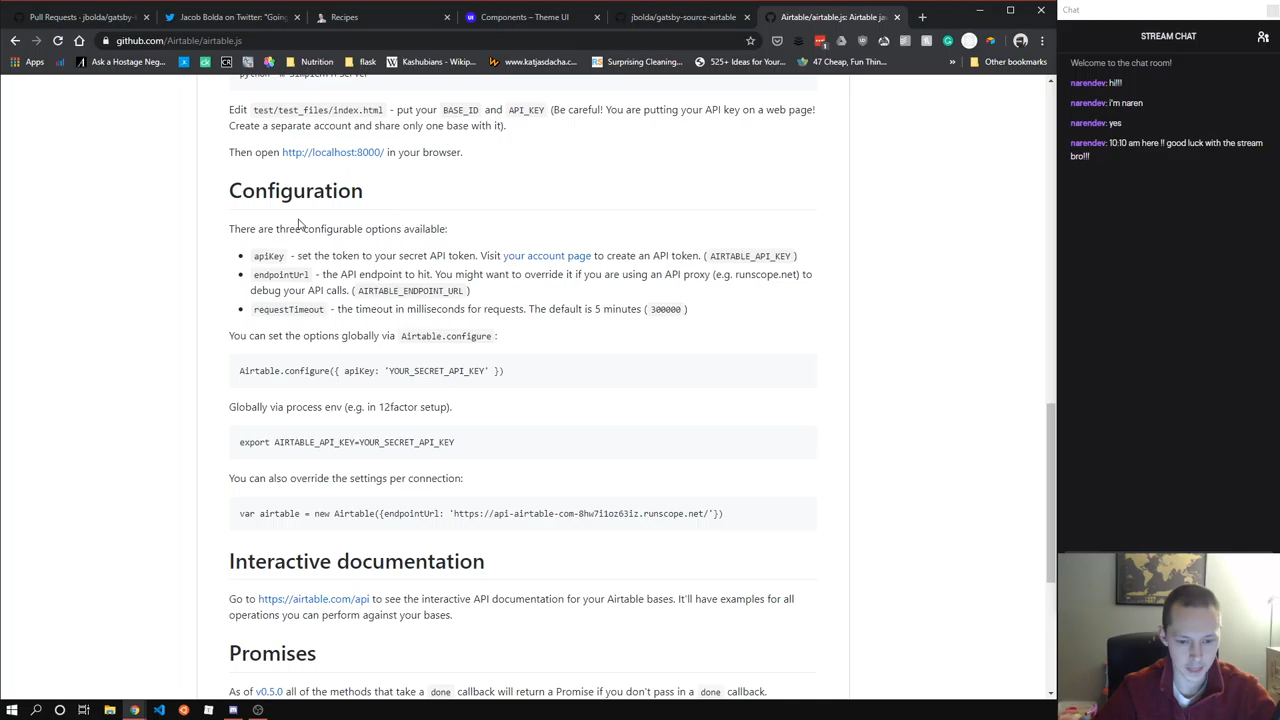 Pull Requests · jbolda/gatsby-
Jacob Bolda on Twitter: "Going
Recipes
Components – Theme UI
jbolda/gatsby-source-airtable
Airtable/airtable.js: Airtable jav
github.com/Airtable/airtable.js
Apps
Ask a Hostage Neg...
Nutrition
flask
Kashubians - Wikip...
www.katjasdacha.c...
Surprising Cleaning...
525+ Ideas for Your...
47 Cheap, Fun Thin...
»
Other bookmarks
Edit test/test_files/index.html - put your BASE_ID and API_KEY (Be careful! You are putting your API key on a web page!
Create a separate account and share only one base with it).
Then open http://localhost:8000/ in your browser.
Configuration
There are three configurable options available:
• apiKey - set the token to your secret API token. Visit your account page to create an API token. ( AIRTABLE_API_KEY )
• endpointUrl - the API endpoint to hit. You might want to override it if you are using an API proxy (e.g. runscope.net) to
debug your API calls. ( AIRTABLE_ENDPOINT_URL )
• requestTimeout - the timeout in milliseconds for requests. The default is 5 minutes ( 300000 )
You can set the options globally via Airtable.configure :
Airtable.configure({ apiKey: 'YOUR_SECRET_API_KEY' })
Globally via process env (e.g. in 12factor setup).
export AIRTABLE_API_KEY=YOUR_SECRET_API_KEY
You can also override the settings per connection:
var airtable = new Airtable({endpointUrl: 'https://api-airtable-com-8hw7i1oz63iz.runscope.net/'})
Interactive documentation
Go to https://airtable.com/api to see the interactive API documentation for your Airtable bases. It'll have examples for all
operations you can perform against your bases.
Promises
As of v0.5.0 all of the methods that take a done callback will return a Promise if you don't pass in a done callback.
Chat
STREAM CHAT
Welcome to the chat room!
narendev: hi!!!
narendev: i'm naren
narendev: yes
narendev: 10:10 am here !! good luck with the stream
bro!!!